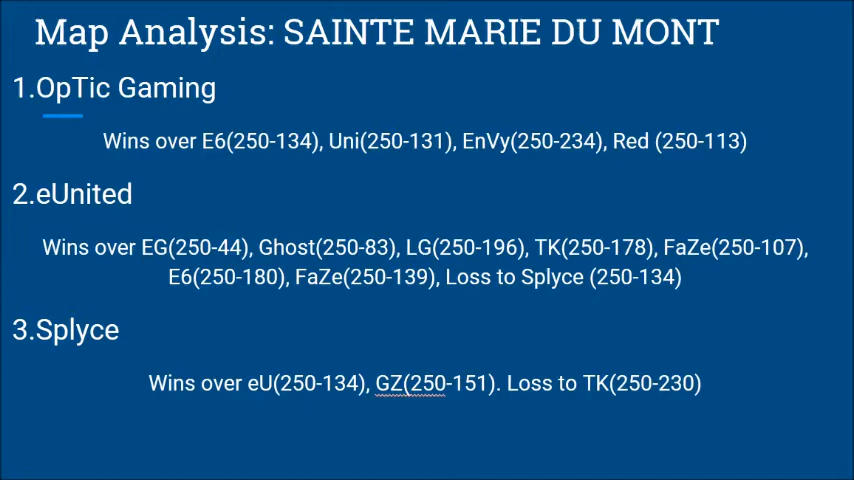 Map Analysis: SAINTE MARIE DU MONT
1.OpTic Gaming
Wins over E6(250-134), Uni(250-131), EnVy(250-234), Red (250-113)
2.eUnited
Wins over EG(250-44), Ghost(250-83), LG(250-196), TK(250-178), FaZe(250-107),
E6(250-180), FaZe(250-139), Loss to Splyce (250-134)
3.Splyce
Wins over eU(250-134), GZ(250-151). Loss to TK(250-230)